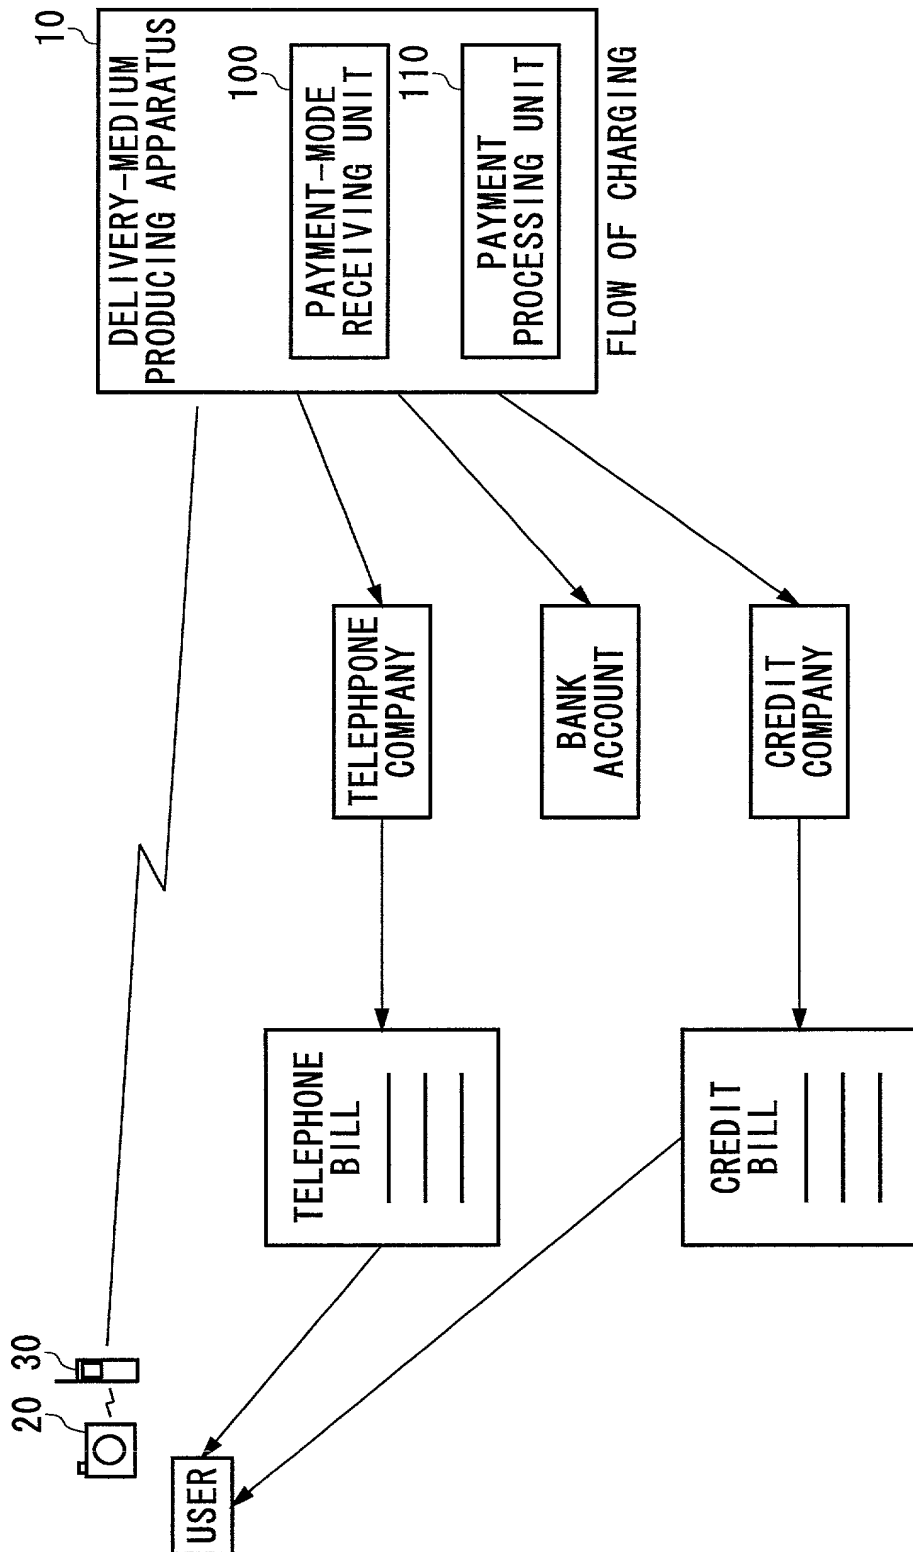 10
DELIVERY-MEDIUM
PRODUCING APPARATUS
100
PAYMENT-MODE
RECEIVING UNIT
110
PAYMENT
PROCESSING UNIT
FLOW OF CHARGING
TELEHPONE
COMPANY
BANK
ACCOUNT
CREDIT
COMPANY
TELEPHONE
BILL
CREDIT
BILL
30
20
USER